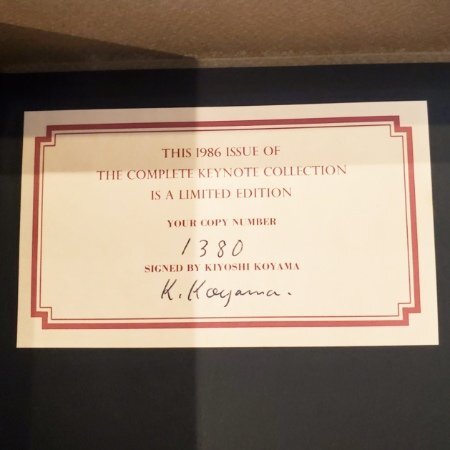 THIS 1986 ISSUE OF
THE COMPLETE KEYNOTE COLLECTION
IS A LIMITED EDITION
YOUR COPY NUMBER
1380
SIGNED BY KIYOSHI KOYAMA
K. Koyama.